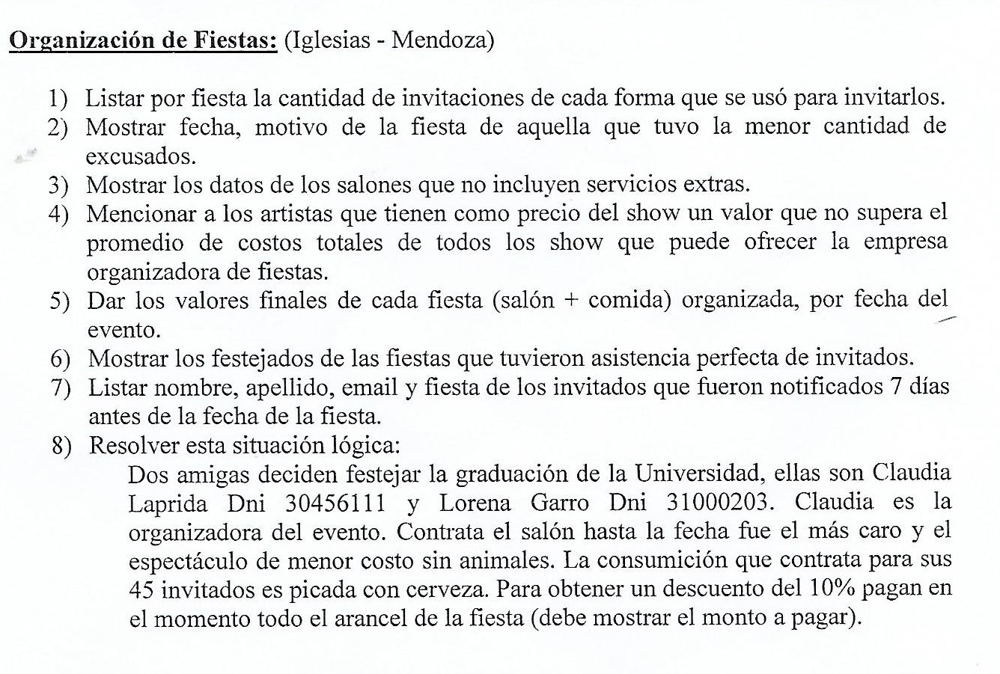 Organización de Fiestas: (Iglesias - Mendoza)
1) Listar por fiesta la cantidad de invitaciones de cada forma que se usó para invitarlos.
2) Mostrar fecha, motivo de la fiesta de aquella que tuvo la menor cantidad de
excusados.
3) Mostrar los datos de los salones que no incluyen servicios extras.
4) Mencionar a los artistas que tienen como precio del show un valor que no supera el
promedio de costos totales de todos los show que puede ofrecer la empresa
organizadora de fiestas.
5) Dar los valores finales de cada fiesta (salón + comida) organizada, por fecha del
evento.
6) Mostrar los festejados de las fiestas que tuvieron asistencia perfecta de invitados.
7) Listar nombre, apellido, email y fiesta de los invitados que fueron notificados 7 días
antes de la fecha de la fiesta.
8) Resolver esta situación lógica:
Dos amigas deciden festejar la graduación de la Universidad, ellas son Claudia
Laprida Dni 30456111 y Lorena Garro Dni 31000203. Claudia es la
organizadora del evento. Contrata el salón hasta la fecha fue el más caro y el
espectáculo de menor costo sin animales. La consumición que contrata para sus
45 invitados es picada con cerveza. Para obtener un descuento del 10% pagan en
el momento todo el arancel de la fiesta (debe mostrar el monto a pagar).